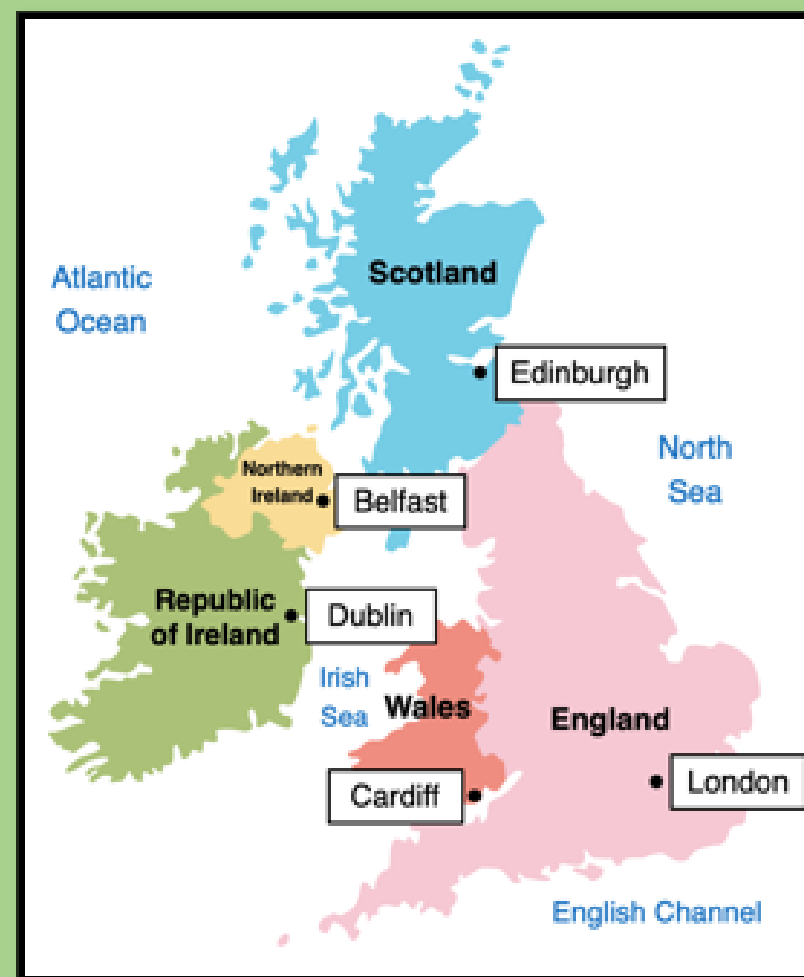 Scotland
Atlantic
Ocean
Edinburgh
North
Sea
Northern
Ireland
Belfast
Republic
of Ireland
Dublin
Irish
Sea
Wales
England
Cardiff
London
English Channel